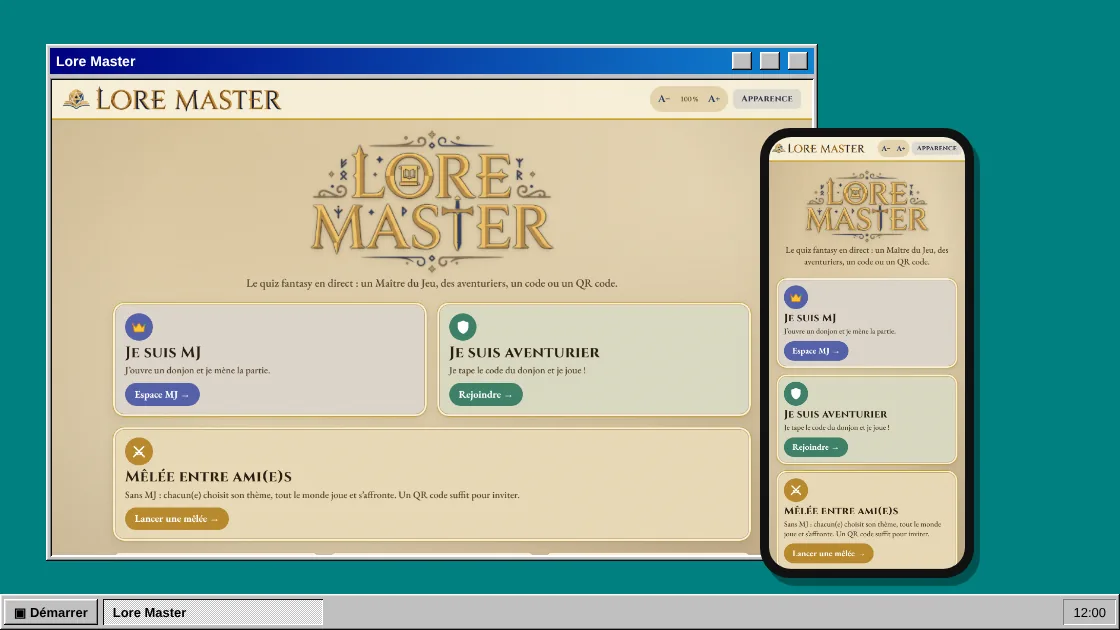 Lore Master
LORE MASTER
A− 100 % A+ APPARENCE
LORE
MASTER
Le quiz fantasy en direct : un Maître du Jeu, des aventuriers, un code ou un QR code.
JE SUIS MJ
J'ouvre un donjon et je mène la partie.
Espace MJ →
JE SUIS AVENTURIER
Je tape le code du donjon et je joue !
Rejoindre →
MÊLÉE ENTRE AMI(E)S
Sans MJ : chacun(e) choisit son thème, tout le monde joue et s'affronte. Un QR code suffit pour inviter.
Lancer une mêlée →
LORE MASTER
A− A+ APPARENCE
LORE
MASTER
Le quiz fantasy en direct : un Maître du Jeu, des
aventuriers, un code ou un QR code.
JE SUIS MJ
J'ouvre un donjon et je mène la partie.
Espace MJ →
JE SUIS AVENTURIER
Je tape le code du donjon et je joue !
Rejoindre →
MÊLÉE ENTRE AMI(E)S
Sans MJ : chacun(e) choisit son thème, tout le monde
joue et s'affronte. Un QR code suffit pour inviter.
Lancer une mêlée →
Démarrer
Lore Master
12:00